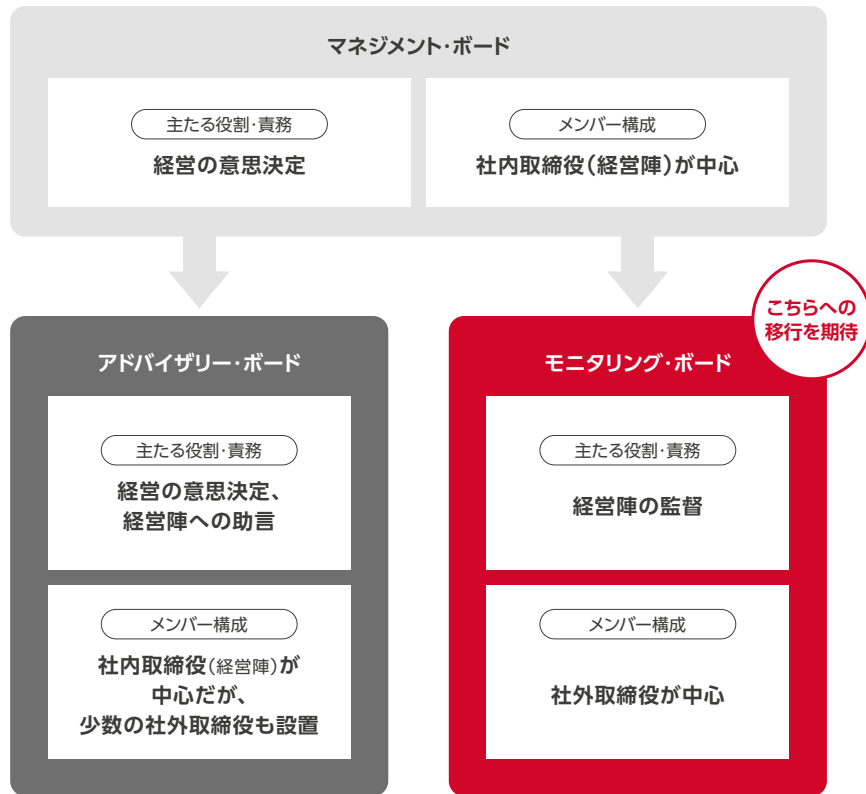 マネジメント・ボード
主たる役割・責務
経営の意思決定
メンバー構成
社内取締役(経営陣)が中心
こちらへの
移行を期待
アドバイザリー・ボード
主たる役割・責務
経営の意思決定、
経営陣への助言
メンバー構成
社内取締役(経営陣)が
中心だが、
少数の社外取締役も設置
モニタリング・ボード
主たる役割・責務
経営陣の監督
メンバー構成
社外取締役が中心